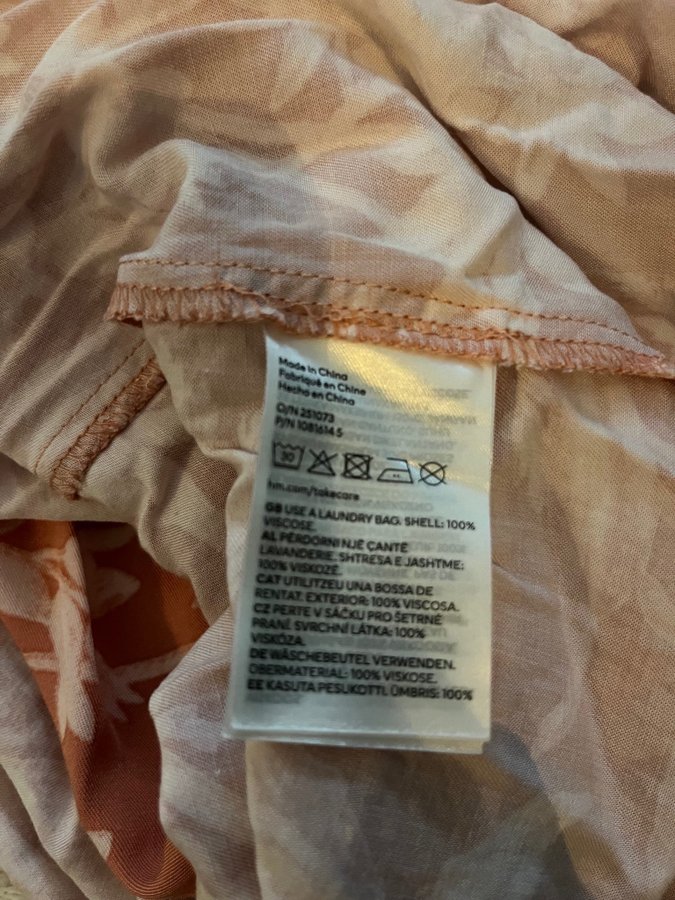 Made in China
Fabriqué en Chine
Hecho en China
O/N 251073
P/N 1081614 5
30
hm.com/takecare
GB USE A LAUNDRY BAG. SHELL: 100%
VISCOSE.
AL PËRDORNI NJË ÇANTË
LAVANDERIE. SHTRESA E JASHTME:
100% VISKOZË.
CAT UTILITZEU UNA BOSSA DE
RENTAT. EXTERIOR: 100% VISCOSA.
CZ PERTE V SÁČKU PRO ŠETRNÉ
PRANÍ. SVRCHNÍ LÁTKA: 100%
VISKÓZA.
DE WÄSCHEBEUTEL VERWENDEN.
OBERMATERIAL: 100% VISKOSE.
EE KASUTA PESUKOTTI. ÜMBRIS: 100%